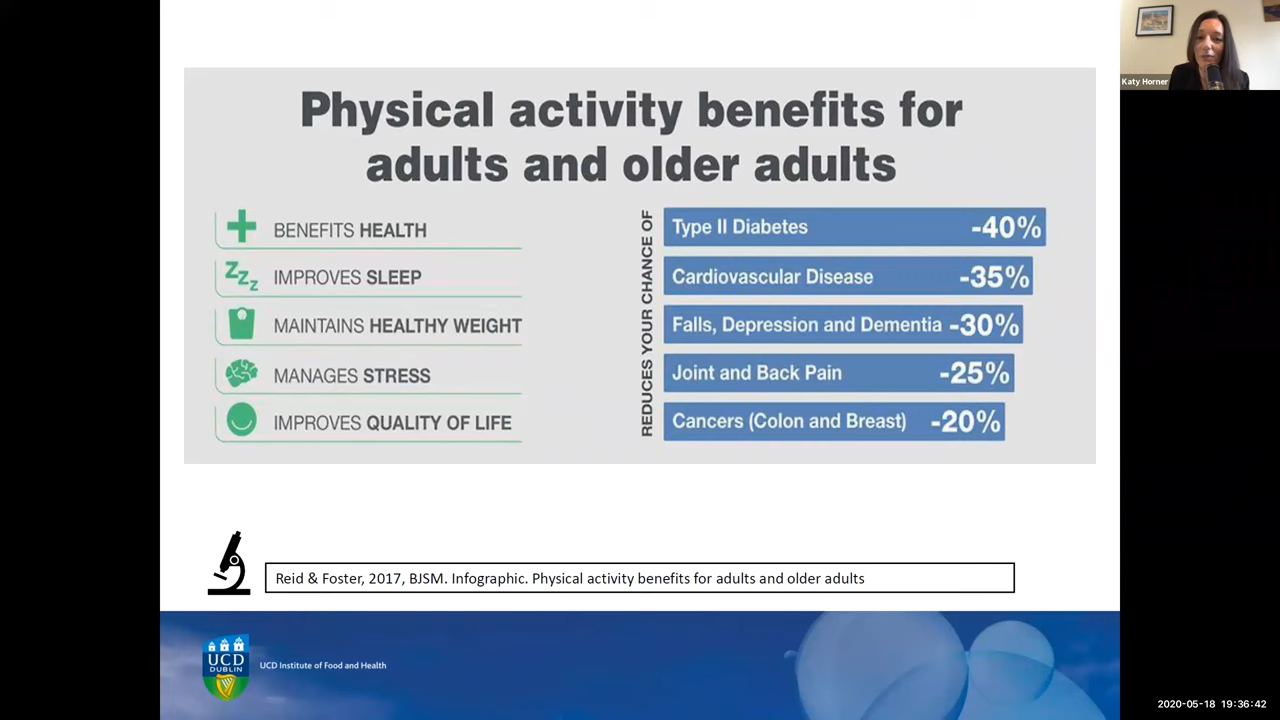 Katy Horner
Physical activity benefits for
adults and older adults
BENEFITS HEALTH
ZZZ IMPROVES SLEEP
MAINTAINS HEALTHY WEIGHT
MANAGES STRESS
IMPROVES QUALITY OF LIFE
REDUCES YOUR CHANCE OF
Type II Diabetes -40%
Cardiovascular Disease -35%
Falls, Depression and Dementia -30%
Joint and Back Pain -25%
Cancers (Colon and Breast) -20%
Reid & Foster, 2017, BJSM. Infographic. Physical activity benefits for adults and older adults
UCD
DUBLIN
UCD Institute of Food and Health
2020-05-18 19:36:42